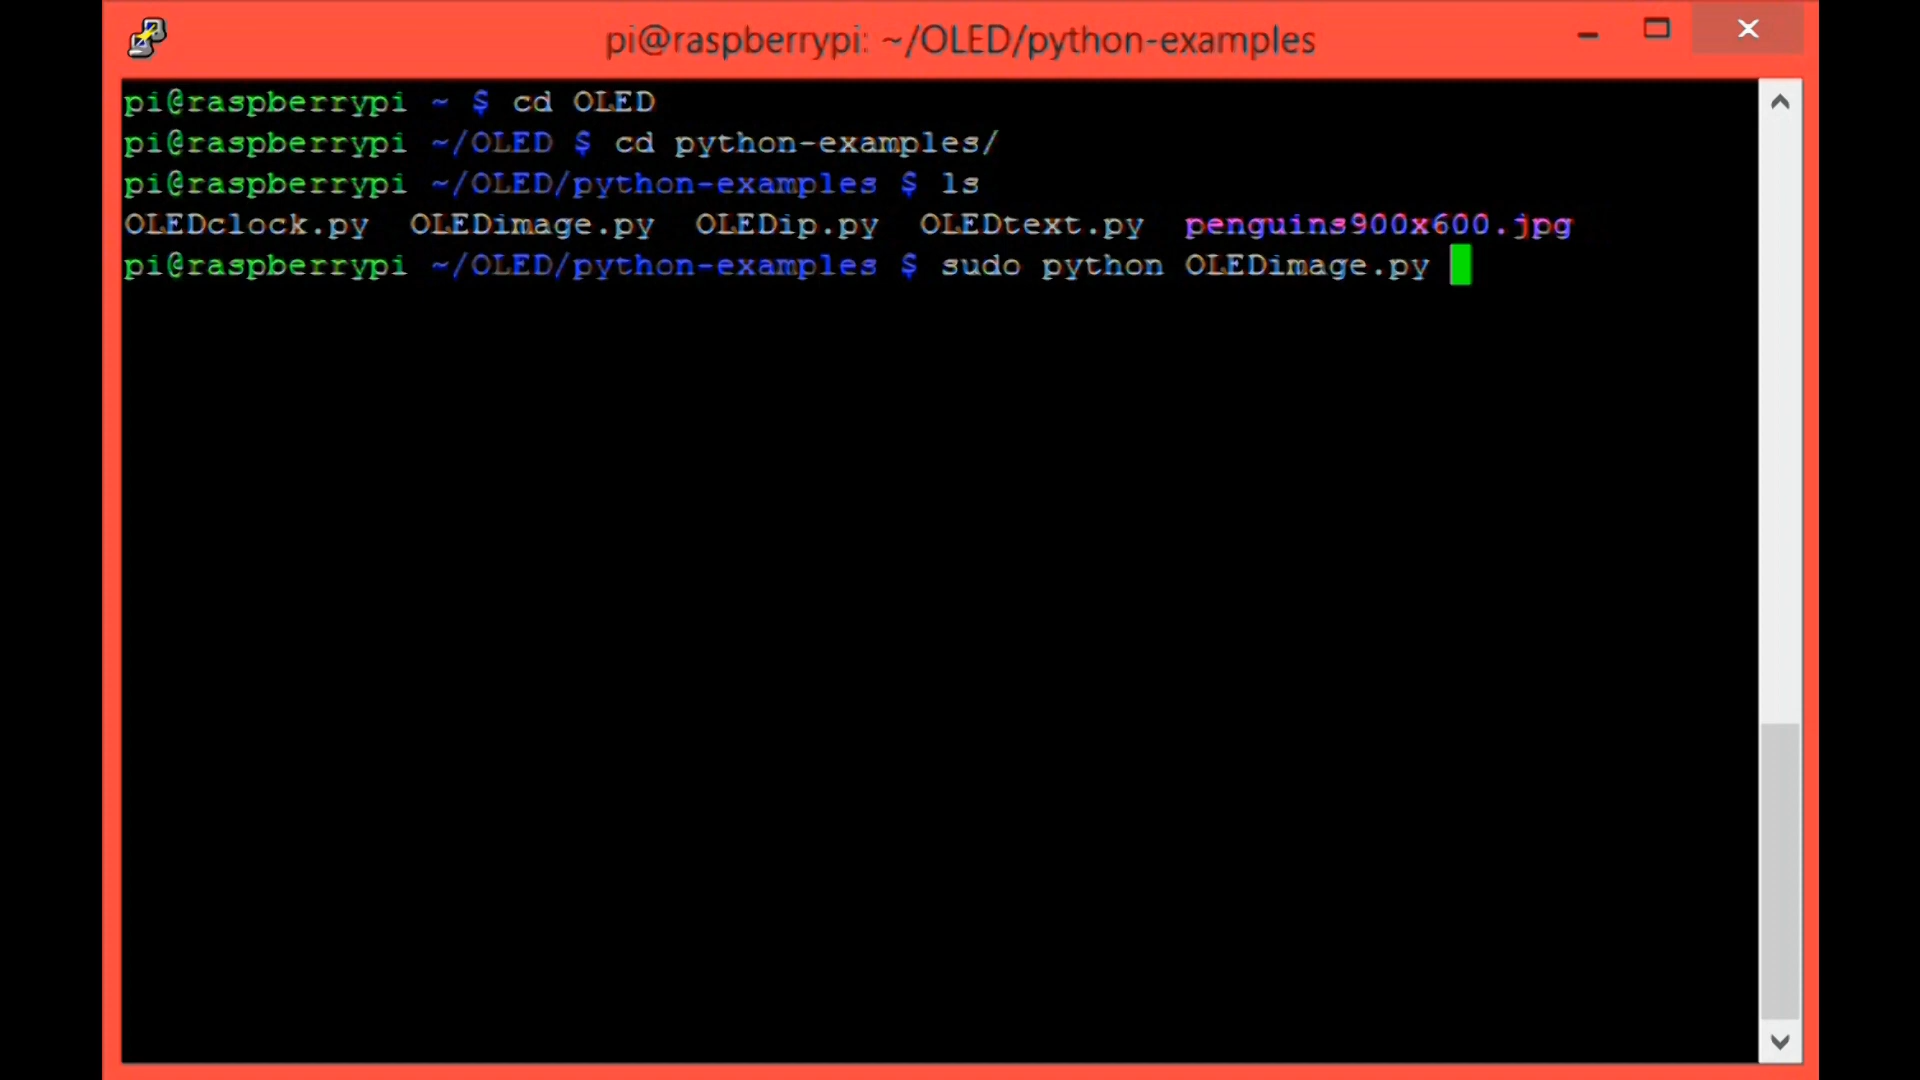 pi@raspberrypi: ~/OLED/python-examples
pi@raspberrypi ~ $ cd OLED
pi@raspberrypi ~/OLED $ cd python-examples/
pi@raspberrypi ~/OLED/python-examples $ ls
OLEDclock.py  OLEDimage.py  OLEDip.py  OLEDtext.py  penguins900x600.jpg
pi@raspberrypi ~/OLED/python-examples $ sudo python OLEDimage.py